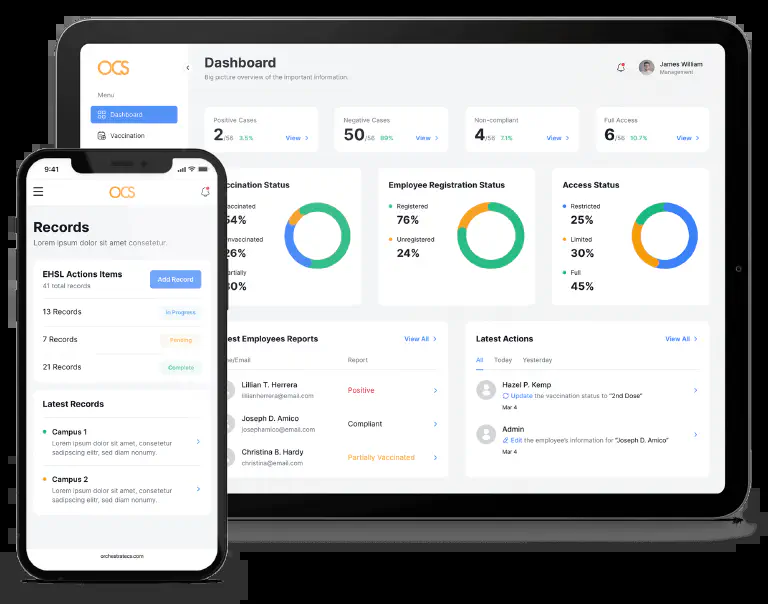 OCS
Menu
Dashboard
Vaccination
Dashboard
Big picture overview of the important information.
James William
Management
Positive Cases
2/56 3.5%
View
Negative Cases
50/56 89%
View
Non-compliant
4/56 7.1%
View
Full Access
6/56 10.7%
View
ccination Status
accinated
54%
nvaccinated
26%
artially
30%
Employee Registration Status
Registered
76%
Unregistered
24%
Access Status
Restricted
25%
Limited
30%
Full
45%
est Employees Reports
View All
me/Email
Report
Lillian T. Herrera
lillianherrera@email.com
Positive
Joseph D. Amico
josephamico@email.com
Compliant
Christina B. Hardy
christina@email.com
Partially Vaccinated
Latest Actions
View All
All Today Yesterday
Hazel P. Kemp
Update the vaccination status to "2nd Dose"
Mar 4
Admin
Edit the employee's information for "Joseph D. Amico"
Mar 4
9:41
OCS
Records
Lorem ipsum dolor sit amet, consetetur.
EHSL Actions Items
41 total records
Add Record
13 Records
In Progress
7 Records
Pending
21 Records
Complete
Latest Records
Campus 1
Lorem ipsum dolor sit amet, consetetur
sadipscing elitr, sed diam nonumy.
Campus 2
Lorem ipsum dolor sit amet, consetetur
sadipscing elitr, sed diam nonumy.
orchestratecs.com